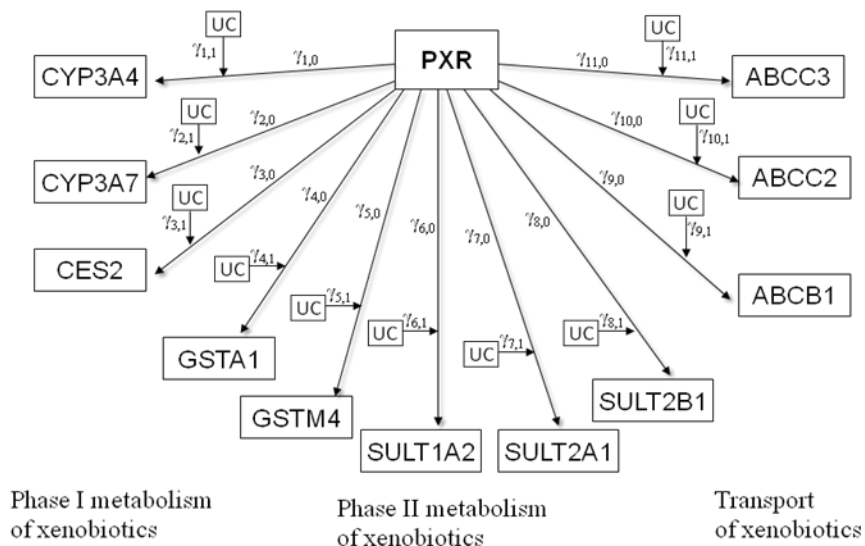 UC
UC
γ1,1
γ1,0
PXR
γ11,0
γ11,1
CYP3A4
ABCC3
UC
γ2,1
γ2,0
γ10,0
UC
γ10,1
CYP3A7
ABCC2
UC
γ3,1
γ3,0
γ4,0
γ5,0
γ6,0
γ7,0
γ8,0
γ9,0
UC
γ9,1
CES2
UC
γ4,1
ABCB1
UC
γ5,1
UC
γ6,1
UC
γ7,1
UC
γ8,1
GSTA1
GSTM4
SULT2B1
SULT1A2
SULT2A1
Phase I metabolism
of xenobiotics
Phase II metabolism
of xenobiotics
Transport
of xenobiotics